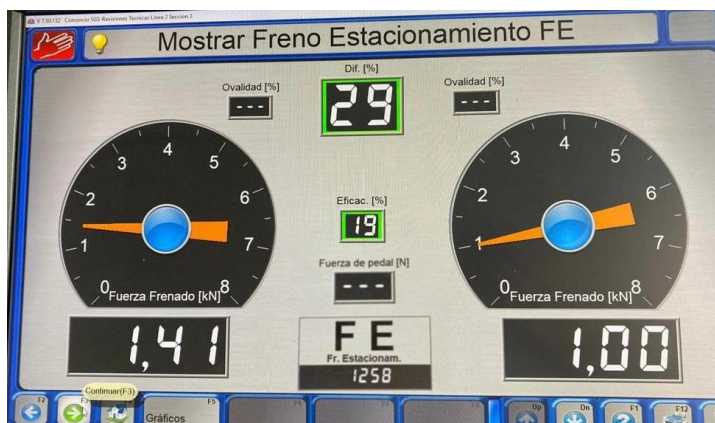 V 7.50.132 Consorcio SGS-Revisiones Tecnicas Linea 2 Seccion 3
Mostrar Freno Estacionamiento FE
Dif. [%]
29
Ovalidad [%]
---
Ovalidad [%]
---
0 1 2 3 4 5 6 7 8
Fuerza Frenado [kN]
1,41
Eficac. [%]
19
Fuerza de pedal [N]
---
FE
Fr. Estacionam.
1258
0 1 2 3 4 5 6 7 8
Fuerza Frenado [kN]
1,00
Continuar(F3)
F2
F5
Gráficos
Up
Dn
F1
F12